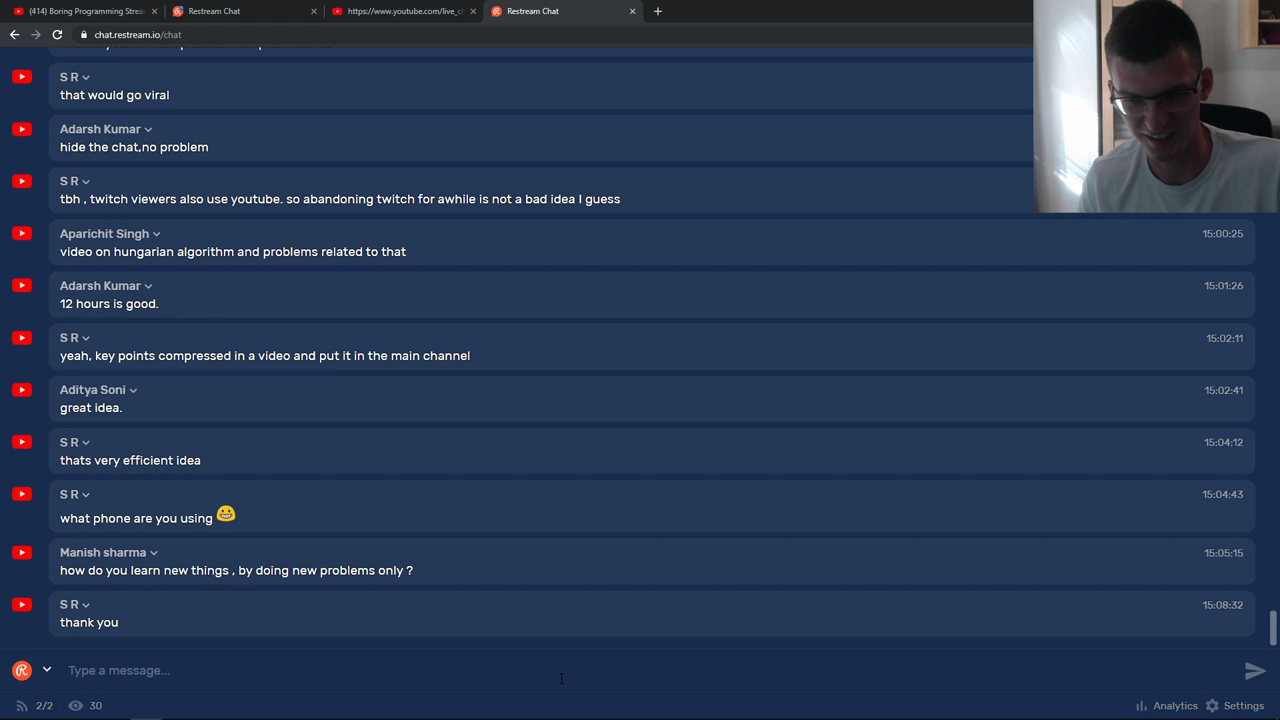 (414) Boring Programming Strea
Restream Chat
https://www.youtube.com/live_c
Restream Chat
chat.restream.io/chat
S R
that would go viral
Adarsh Kumar
hide the chat,no problem
S R
tbh , twitch viewers also use youtube. so abandoning twitch for awhile is not a bad idea I guess
Aparichit Singh
15:00:25
video on hungarian algorithm and problems related to that
Adarsh Kumar
15:01:26
12 hours is good.
S R
15:02:11
yeah, key points compressed in a video and put it in the main channel
Aditya Soni
15:02:41
great idea.
S R
15:04:12
thats very efficient idea
S R
15:04:43
what phone are you using 😀
Manish sharma
15:05:15
how do you learn new things , by doing new problems only ?
S R
15:08:32
thank you
Type a message...
2/2 30 Analytics Settings